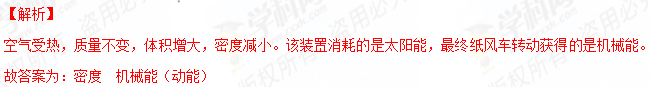 【解析】
空气受热，质量不变，体积增大，密度减小。该装置消耗的是太阳能，最终纸风车转动获得的是机械能。
故答案为：密度　机械能（动能）